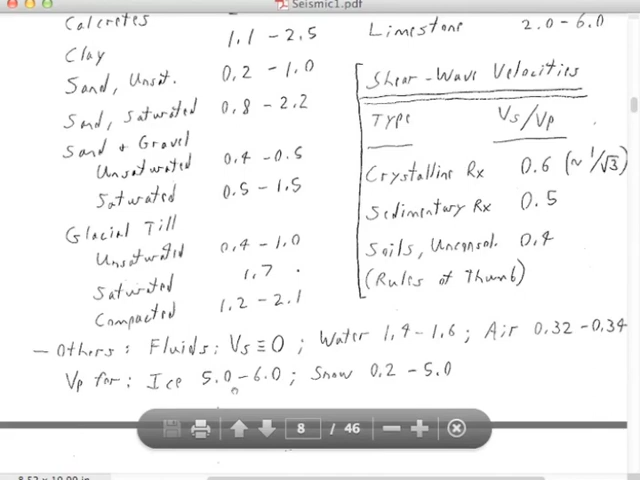 Seismic1.pdf
Calcretes
Limestone 2.0-6.0
Clay 1.1-2.5
Sand, Unsat. 0.2-1.0
Sand, Saturated 0.8-2.2
Sand + Gravel
Unsaturated 0.4-0.5
Saturated 0.5-1.5
Glacial Till
Unsaturated 0.4-1.0
Saturated 1.7
Compacted 1.2-2.1
Shear-Wave Velocities
TYPE Vs/Vp
Crystalline Rx 0.6 (~1/√3)
Sedimentary Rx 0.5
Soils, Unconsol. 0.4
(Rules of Thumb)
- Others: Fluids: Vs≡0; Water 1.4-1.6; Air 0.32-0.34
Vp for: Ice 5.0-6.0; Snow 0.2-5.0
8 / 46
8.52 x 10.99 in